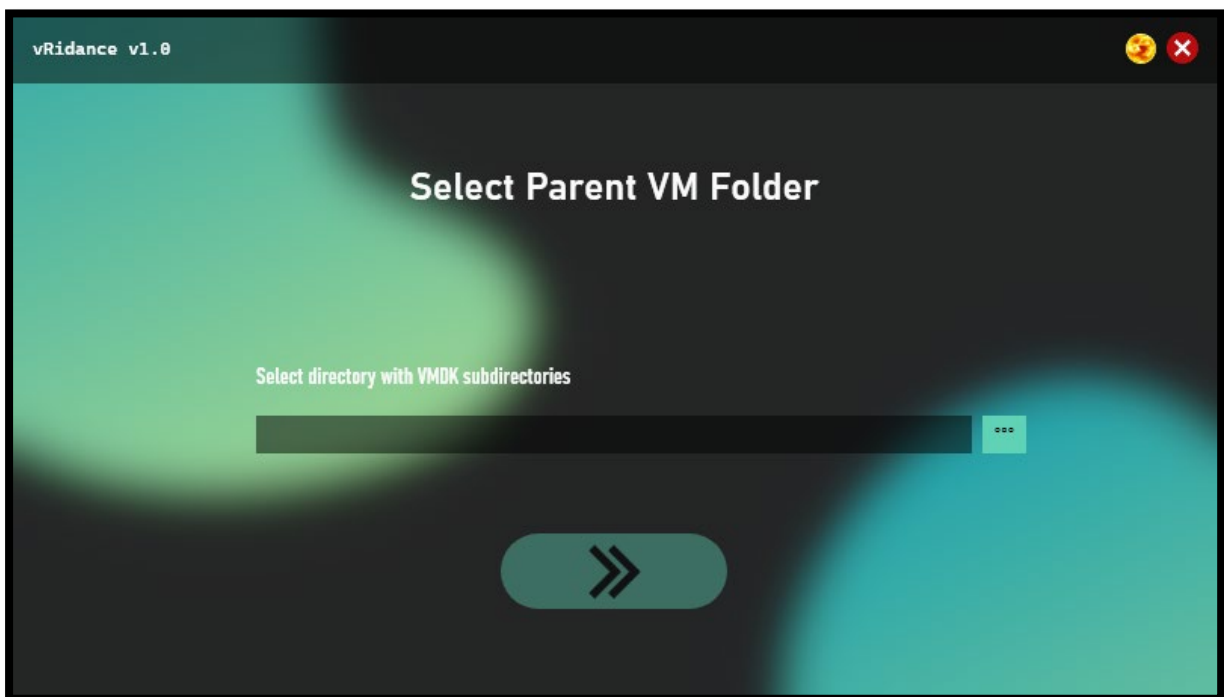 vRidance v1.0
Select Parent VM Folder
Select directory with VMDK subdirectories